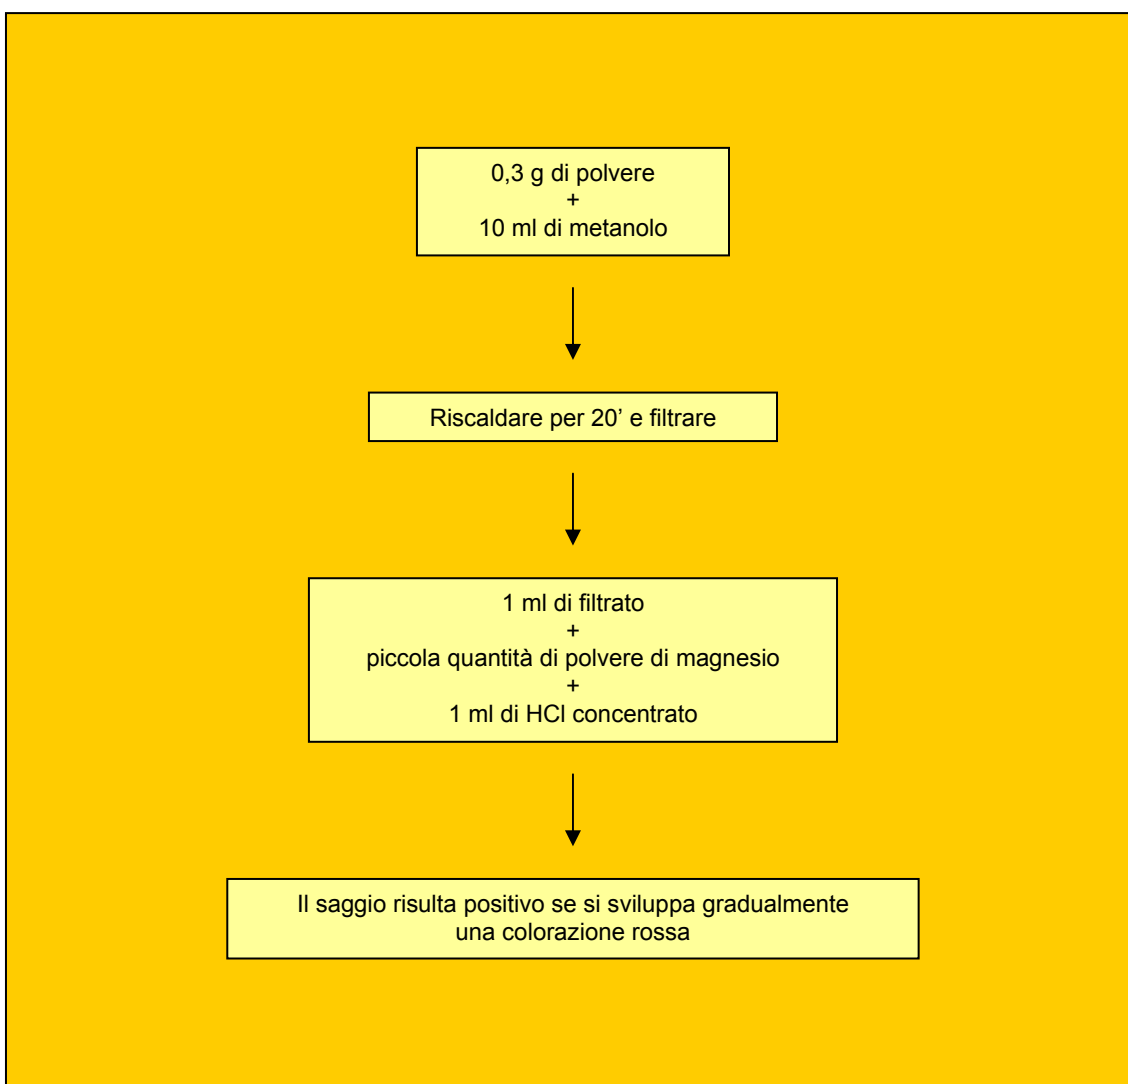 0,3 g di polvere
+
10 ml di metanolo
Riscaldare per 20’ e filtrare
1 ml di filtrato
+
piccola quantità di polvere di magnesio
+
1 ml di HCl concentrato
Il saggio risulta positivo se si sviluppa gradualmente
una colorazione rossa